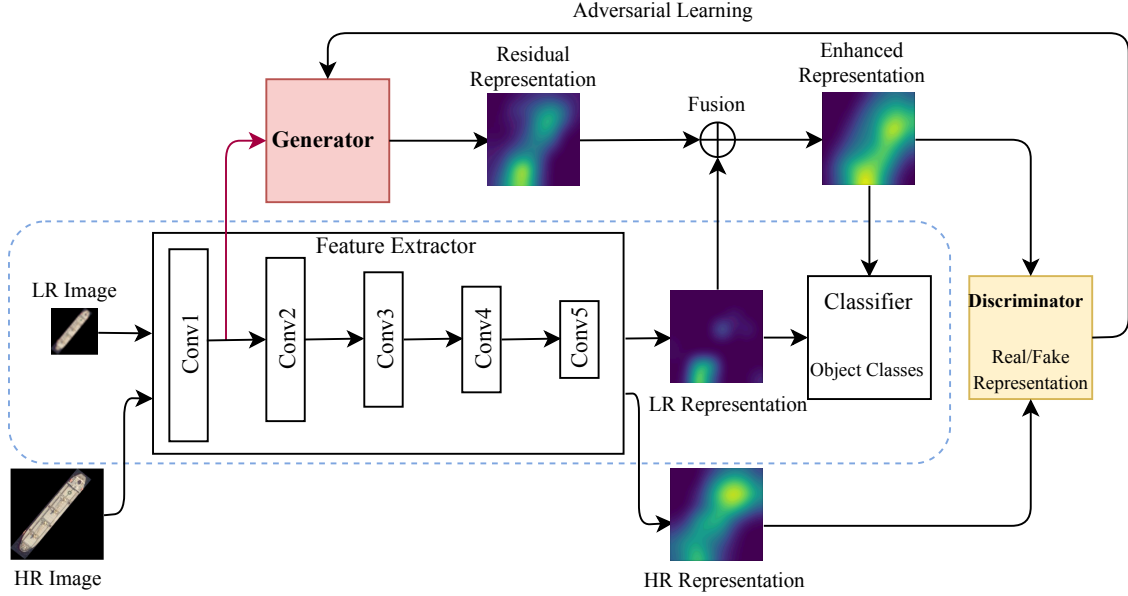 Adversarial Learning
Residual
Representation
Enhanced
Representation
Fusion
Generator
Feature Extractor
LR Image
Conv1
Conv2
Conv3
Conv4
Conv5
Classifier
Object Classes
Discriminator
Real/Fake
Representation
LR Representation
HR Image
HR Representation